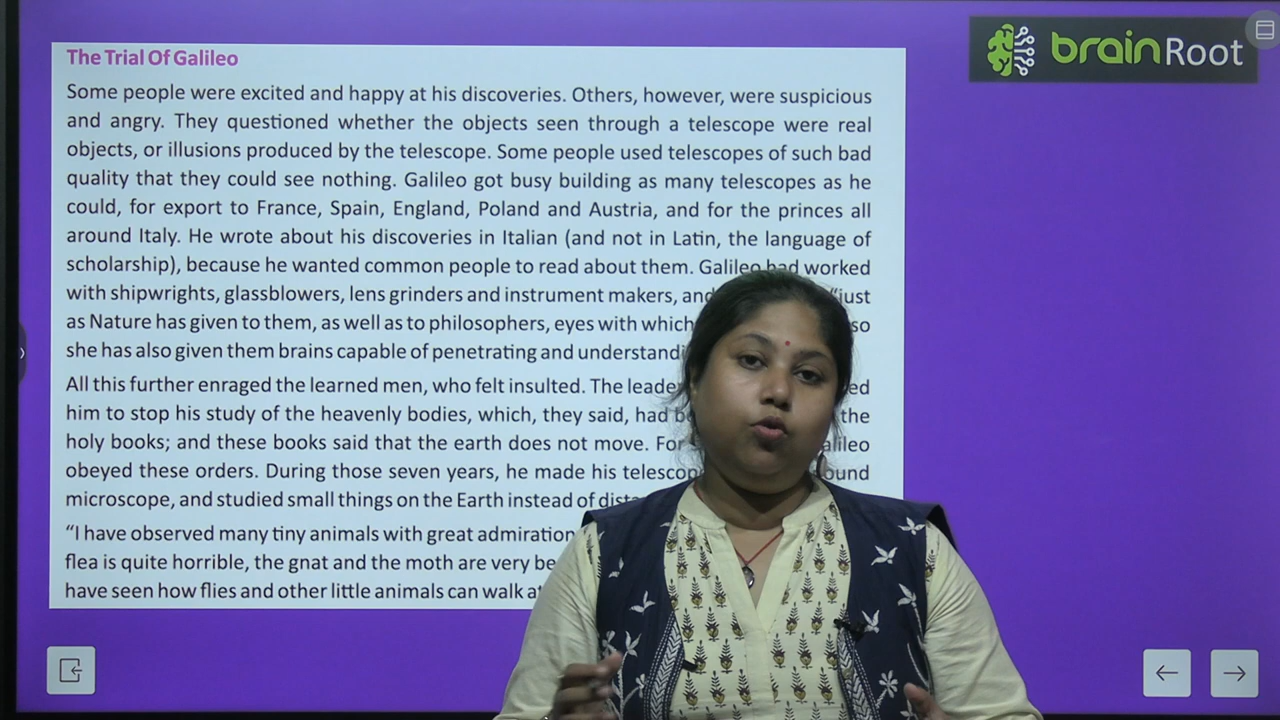 The Trial Of Galileo
brainRoot
Some people were excited and happy at his discoveries. Others, however, were suspicious
and angry. They questioned whether the objects seen through a telescope were real
objects, or illusions produced by the telescope. Some people used telescopes of such bad
quality that they could see nothing. Galileo got busy building as many telescopes as he
could, for export to France, Spain, England, Poland and Austria, and for the princes all
around Italy. He wrote about his discoveries in Italian (and not in Latin, the language of
scholarship), because he wanted common people to read about them. Galileo had worked
with shipwrights, glassblowers, lens grinders and instrument makers, and "just
as Nature has given to them, as well as to philosophers, eyes with which so
she has also given them brains capable of penetrating and
All this further enraged the learned men, who felt insulted. The
him to stop his study of the heavenly bodies, which, they said, had the
holy books; and these books said that the earth does not move. For Galileo
obeyed these orders. During those seven years, he made his
microscope, and studied small things on the Earth instead of
"I have observed many tiny animals with great admiration
flea is quite horrible, the gnat and the moth are very
have seen how flies and other little animals can walk